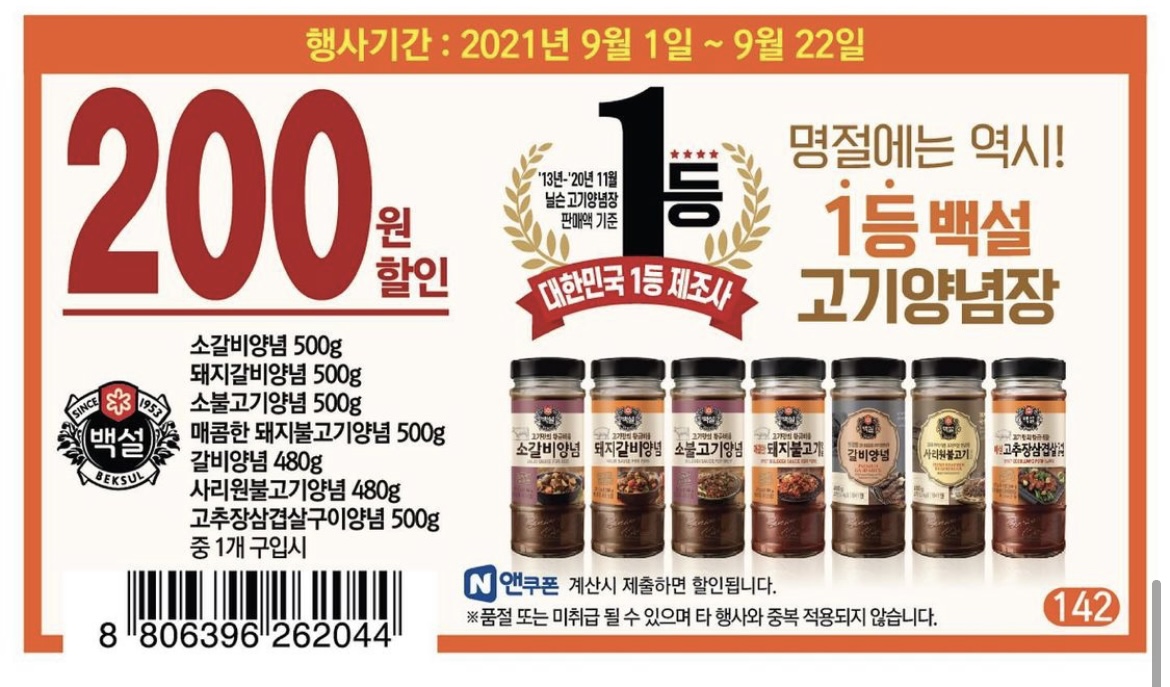 행사기간 : 2021년 9월 1일 ~ 9월 22일
200원
할인
'13년-'20년 11월
닐슨 고기양념장
판매액 기준
1등
대한민국 1등 제조사
명절에는 역시!
1등 백설
고기양념장
소갈비양념 500g
돼지갈비양념 500g
소불고기양념 500g
매콤한 돼지불고기양념 500g
갈비양념 480g
사리원불고기양념 480g
고추장삼겹살구이양념 500g
중 1개 구입시
SINCE 1953
백설
BEKSUL
소갈비양념
돼지갈비양념
소불고기양념
돼지불고기
갈비양념
사리원불고기
고추장삼겹살
N 앤쿠폰 계산시 제출하면 할인됩니다.
※품절 또는 미취급 될 수 있으며 타 행사와 중복 적용되지 않습니다.
142
8 806396 262044